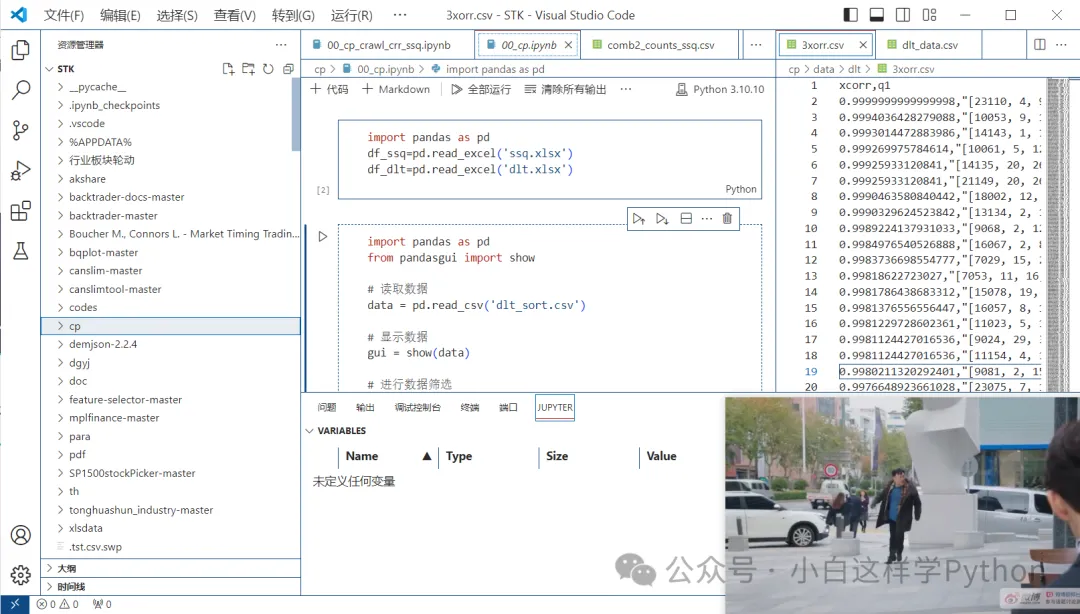 文件(F) 编辑(E) 选择(S) 查看(V) 转到(G) 运行(R) ··· 3xorr.csv - STK - Visual Studio Code
资源管理器 ···
STK
__pycache__
.ipynb_checkpoints
.vscode
%APPDATA%
行业板块轮动
akshare
backtrader-docs-master
backtrader-master
Boucher M., Connors L. - Market Timing Tradin...
bqplot-master
canslim-master
canslimtool-master
codes
cp
demjson-2.2.4
dgyj
doc
feature-selector-master
mplfinance-master
para
pdf
SP1500stockPicker-master
th
tonghuashun_industry-master
xlsdata
.tst.csv.swp
大纲
时间线
00_cp_crawl_crr_ssq.ipynb 00_cp.ipynb comb2_counts_ssq.csv ···
cp > 00_cp.ipynb > import pandas as pd
代码 Markdown 全部运行 清除所有输出 ··· Python 3.10.10
import pandas as pd
df_ssq=pd.read_excel('ssq.xlsx')
df_dlt=pd.read_excel('dlt.xlsx')
[2] Python
import pandas as pd
from pandasgui import show
# 读取数据
data = pd.read_csv('dlt_sort.csv')
# 显示数据
gui = show(data)
# 进行数据筛选
问题 输出 调试控制台 终端 端口 JUPYTER
VARIABLES
Name ▲ Type Size Value
未定义任何变量
3xorr.csv dlt_data.csv ···
cp > data > dlt > 3xorr.csv
1 xcorr,q1
2 0.9999999999999998,"[23110, 4, 9
3 0.9994036428279088,"[10053, 9, 1
4 0.9993014472883986,"[14143, 1, 1
5 0.999269975784614,"[10061, 5, 12
6 0.99925933120841,"[14135, 20, 26
7 0.99925933120841,"[21149, 20, 26
8 0.9990463580840442,"[18002, 12,
9 0.9990329624523842,"[13134, 2, 1
10 0.9989224137931033,"[9068, 2, 12
11 0.9984976540526888,"[16067, 2, 8
12 0.9983736698554777,"[7029, 15, 2
13 0.99818622723027,"[7053, 11, 16,
14 0.9981786438683312,"[15078, 19,
15 0.9981376556556447,"[16057, 8, 1
16 0.9981229728602361,"[11023, 5, 1
17 0.9981124427016536,"[9024, 29, 3
18 0.9981124427016536,"[11154, 4, 1
19 0.9980211320292401,"[9081, 2, 15
20 0.9976648923661028,"[23075, 7, 1
公众号 · 小白这样学Python
0 0 0